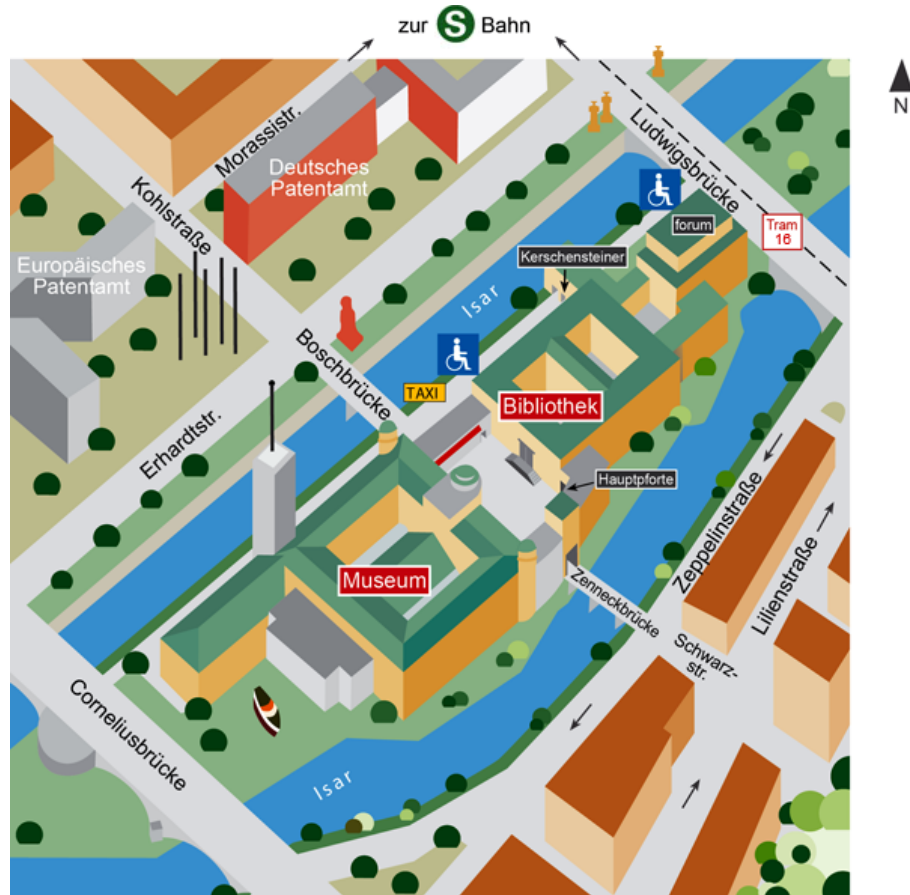 zur S Bahn
N
Ludwigsbrücke
Morassistr.
Deutsches
Patentamt
Kohlstraße
forum
Tram
16
Kerschensteiner
Europäisches
Patentamt
Isar
Boschbrücke
TAXI
Bibliothek
Erhardtstr.
Hauptpforte
Zeppelinstraße
Lilienstraße
Museum
Zenneckbrücke
Schwarz-
str.
Corneliusbrücke
Isar